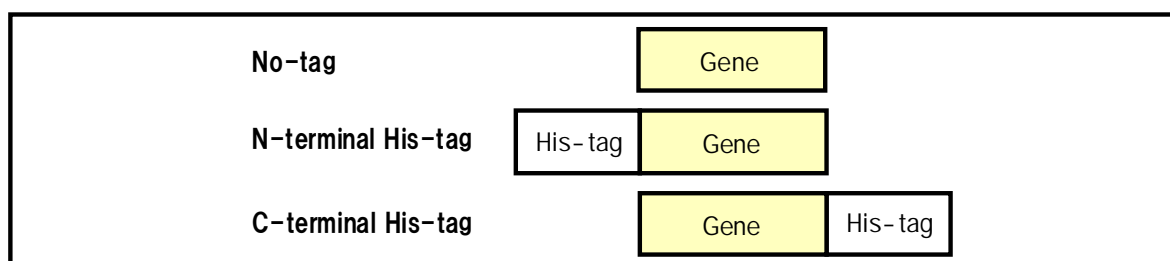 No-tag Gene
N-terminal His-tag His-tag Gene
C-terminal His-tag Gene His-tag